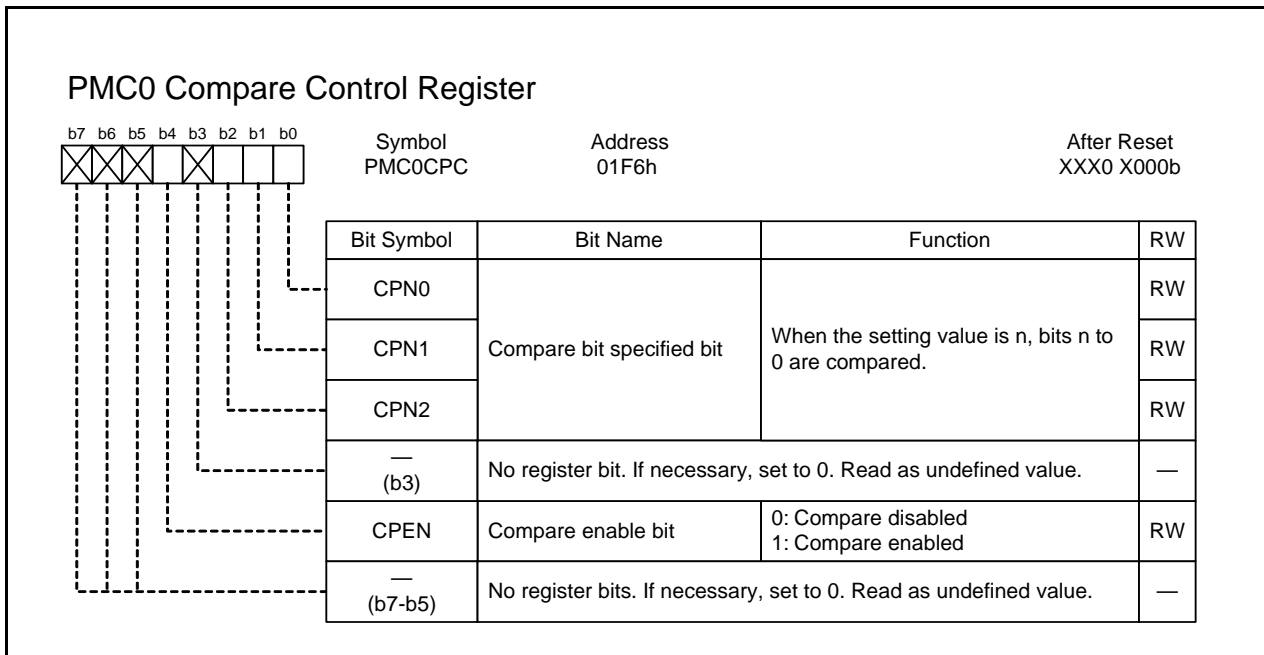 PMC0 Compare Control Register
b7 b6 b5 b4 b3 b2 b1 b0
Symbol Address After Reset
PMC0CPC 01F6h XXX0 X000b
Bit Symbol Bit Name Function RW
CPN0 RW
CPN1 Compare bit specified bit When the setting value is n, bits n to
0 are compared. RW
CPN2 RW
—
(b3) No register bit. If necessary, set to 0. Read as undefined value. —
CPEN Compare enable bit 0: Compare disabled
1: Compare enabled RW
—
(b7-b5) No register bits. If necessary, set to 0. Read as undefined value. —